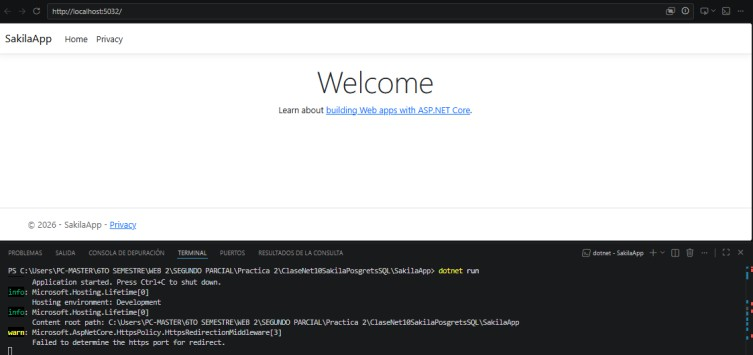 http://localhost:5032/
SakilaApp Home Privacy
Welcome
Learn about building Web apps with ASP.NET Core.
© 2026 - SakilaApp - Privacy
PROBLEMAS SALIDA CONSOLA DE DEPURACIÓN TERMINAL PUERTOS RESULTADOS DE LA CONSULTA dotnet - SakilaApp
PS C:\Users\PC-MASTER\6TO SEMESTRE\WEB 2\SEGUNDO PARCIAL\Practica 2\ClaseNet10SakilaPosgretsSQL\SakilaApp> dotnet run
Application started. Press Ctrl+C to shut down.
info: Microsoft.Hosting.Lifetime[0]
Hosting environment: Development
info: Microsoft.Hosting.Lifetime[0]
Content root path: C:\Users\PC-MASTER\6TO SEMESTRE\WEB 2\SEGUNDO PARCIAL\Practica 2\ClaseNet10SakilaPosgretsSQL\SakilaApp
warn: Microsoft.AspNetCore.HttpsPolicy.HttpsRedirectionMiddleware[3]
Failed to determine the https port for redirect.